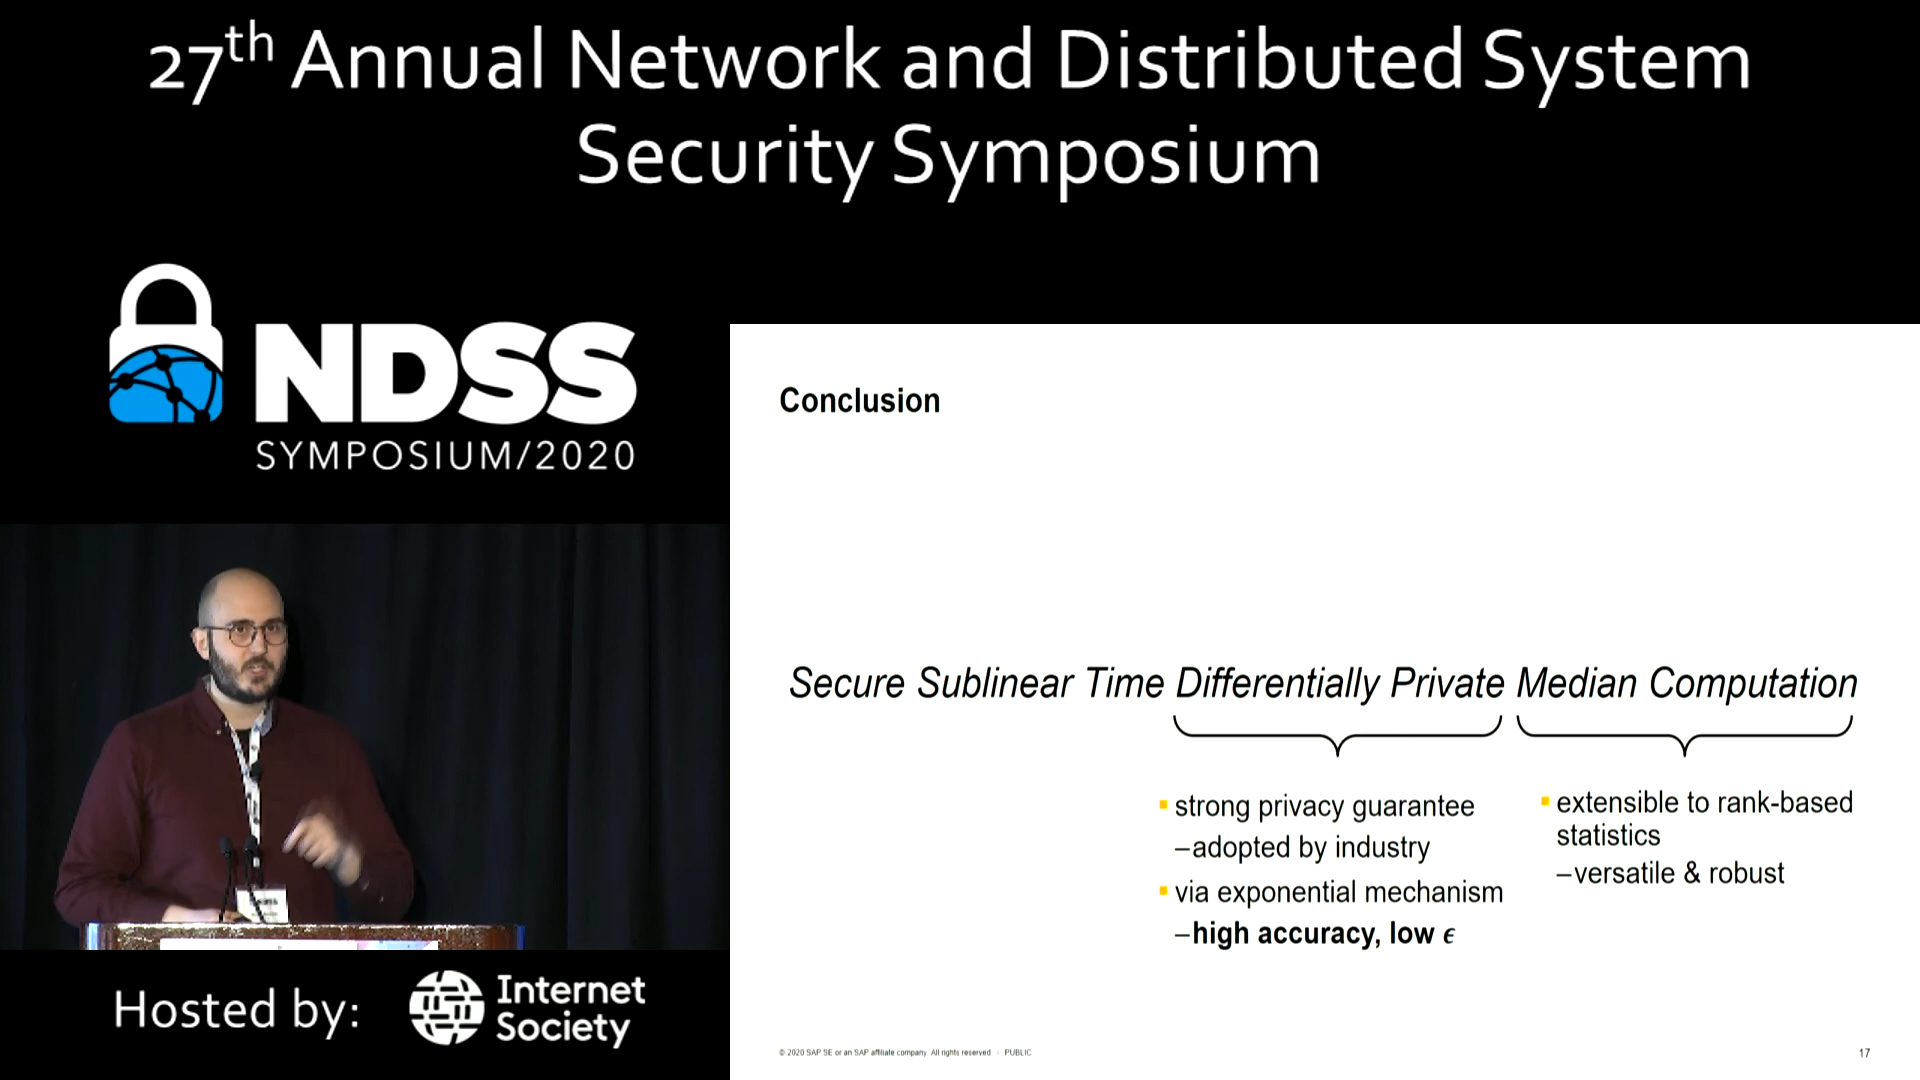 27th Annual Network and Distributed System
Security Symposium
NDSS
SYMPOSIUM/2020
Conclusion
Secure Sublinear Time Differentially Private Median Computation
▪ strong privacy guarantee
–adopted by industry
▪ via exponential mechanism
–high accuracy, low ϵ
▪ extensible to rank-based
statistics
–versatile & robust
Hosted by:
Internet
Society
© 2020 SAP SE or an SAP affiliate company All rights reserved | PUBLIC
17